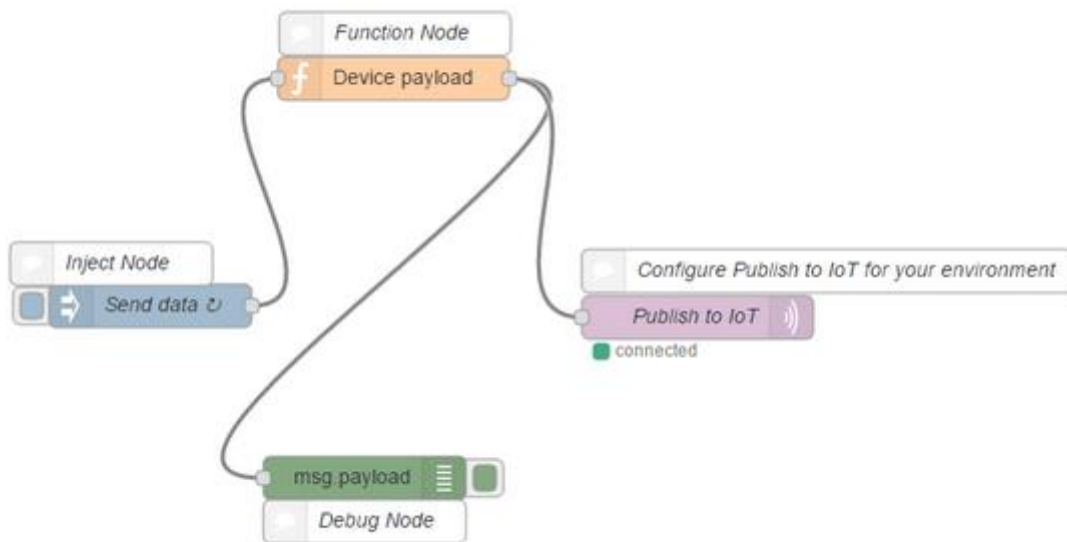 Function Node
Device payload
Inject Node
Send data ↻
Configure Publish to IoT for your environment
Publish to IoT
connected
msg.payload
Debug Node